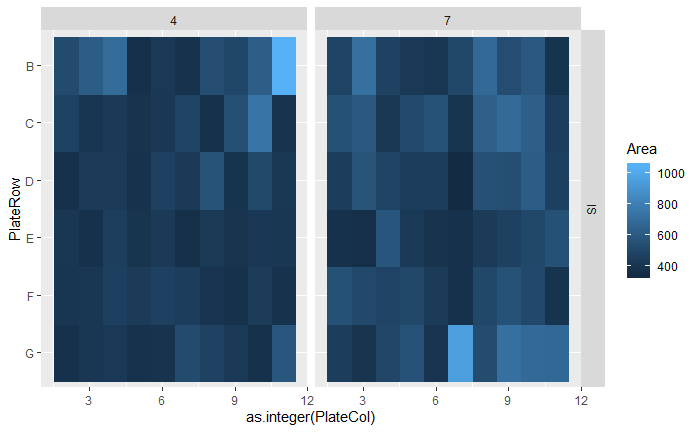 4 7
PlateRow
B
C
D
E
F
G
SI
Area
1000
800
600
400
3 6 9 12 3 6 9 12
as.integer(PlateCol)